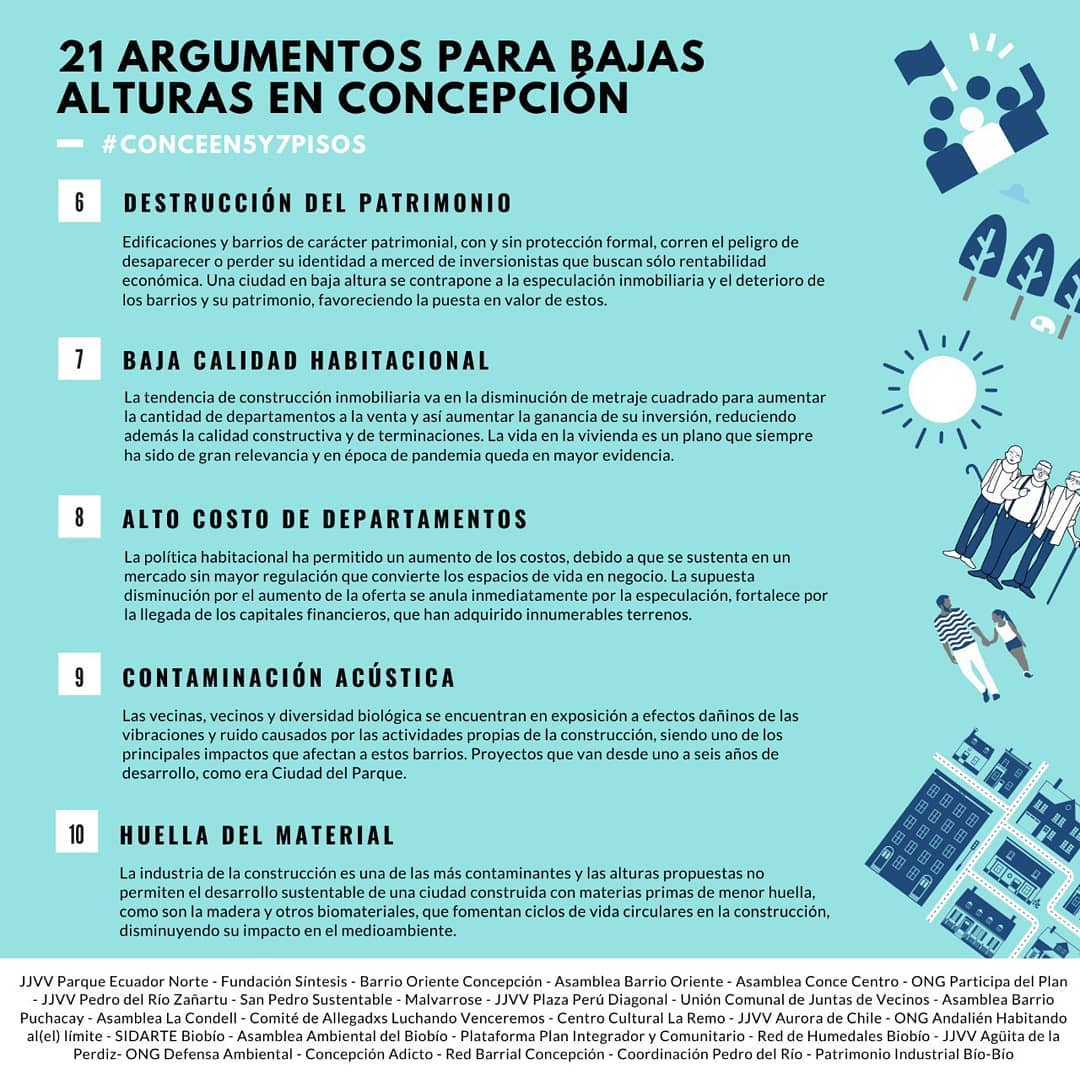 21 ARGUMENTOS PARA BAJAS
ALTURAS EN CONCEPCIÓN
#CONCEEN5Y7PISOS
6 DESTRUCCIÓN DEL PATRIMONIO
Edificaciones y barrios de carácter patrimonial, con y sin protección formal, corren el peligro de
desaparecer o perder su identidad a merced de inversionistas que buscan sólo rentabilidad
económica. Una ciudad en baja altura se contrapone a la especulación inmobiliaria y el deterioro de
los barrios y su patrimonio, favoreciendo la puesta en valor de estos.
7 BAJA CALIDAD HABITACIONAL
La tendencia de construcción inmobiliaria va en la disminución de metraje cuadrado para aumentar
la cantidad de departamentos a la venta y así aumentar la ganancia de su inversión, reduciendo
además la calidad constructiva y de terminaciones. La vida en la vivienda es un plano que siempre
ha sido de gran relevancia y en época de pandemia queda en mayor evidencia.
8 ALTO COSTO DE DEPARTAMENTOS
La política habitacional ha permitido un aumento de los costos, debido a que se sustenta en un
mercado sin mayor regulación que convierte los espacios de vida en negocio. La supuesta
disminución por el aumento de la oferta se anula inmediatamente por la especulación, fortalece por
la llegada de los capitales financieros, que han adquirido innumerables terrenos.
9 CONTAMINACIÓN ACÚSTICA
Las vecinas, vecinos y diversidad biológica se encuentran en exposición a efectos dañinos de las
vibraciones y ruido causados por las actividades propias de la construcción, siendo uno de los
principales impactos que afectan a estos barrios. Proyectos que van desde uno a seis años de
desarrollo, como era Ciudad del Parque.
10 HUELLA DEL MATERIAL
La industria de la construcción es una de las más contaminantes y las alturas propuestas no
permiten el desarrollo sustentable de una ciudad construida con materias primas de menor huella,
como son la madera y otros biomateriales, que fomentan ciclos de vida circulares en la construcción,
disminuyendo su impacto en el medioambiente.
JJVV Parque Ecuador Norte - Fundación Síntesis - Barrio Oriente Concepción - Asamblea Barrio Oriente - Asamblea Conce Centro - ONG Participa del Plan
- JJVV Pedro del Río Zañartu - San Pedro Sustentable - Malvarrose - JJVV Plaza Perú Diagonal - Unión Comunal de Juntas de Vecinos - Asamblea Barrio
Puchacay - Asamblea La Condell - Comité de Allegadxs Luchando Venceremos - Centro Cultural La Remo - JJVV Aurora de Chile - ONG Andalién Habitando
al(el) límite - SIDARTE Biobío - Asamblea Ambiental del Biobío - Plataforma Plan Integrador y Comunitario - Red de Humedales Biobío - JJVV Agüita de la
Perdiz- ONG Defensa Ambiental - Concepción Adicto - Red Barrial Concepción - Coordinación Pedro del Río - Patrimonio Industrial Bío-Bío